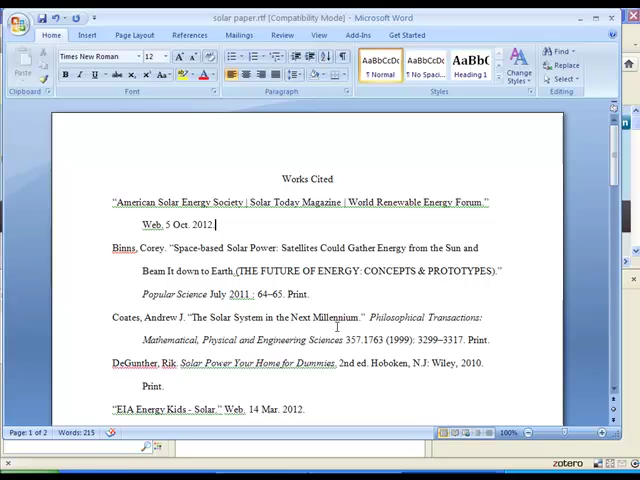 solar paper.rtf [Compatibility Mode] - Microsoft Word
Home Insert Page Layout References Mailings Review View Add-Ins Get Started
Paste
Times New Roman 12
AaBbCcDc AaBbCcDc AaBbC
¶ Normal ¶ No Spaci... Heading 1
Change Styles
Find
Replace
Select
Clipboard Font Paragraph Styles Editing
Works Cited
“American Solar Energy Society | Solar Today Magazine | World Renewable Energy Forum.”
Web. 5 Oct. 2012.
Binns, Corey. “Space-based Solar Power: Satellites Could Gather Energy from the Sun and
Beam It down to Earth.(THE FUTURE OF ENERGY: CONCEPTS & PROTOTYPES).”
Popular Science July 2011 : 64–65. Print.
Coates, Andrew J. “The Solar System in the Next Millennium.” Philosophical Transactions:
Mathematical, Physical and Engineering Sciences 357.1763 (1999): 3299–3317. Print.
DeGunther, Rik. Solar Power Your Home for Dummies. 2nd ed. Hoboken, N.J: Wiley, 2010.
Print.
“EIA Energy Kids - Solar.” Web. 14 Mar. 2012.
Page: 1 of 2 Words: 215 100%
zotero